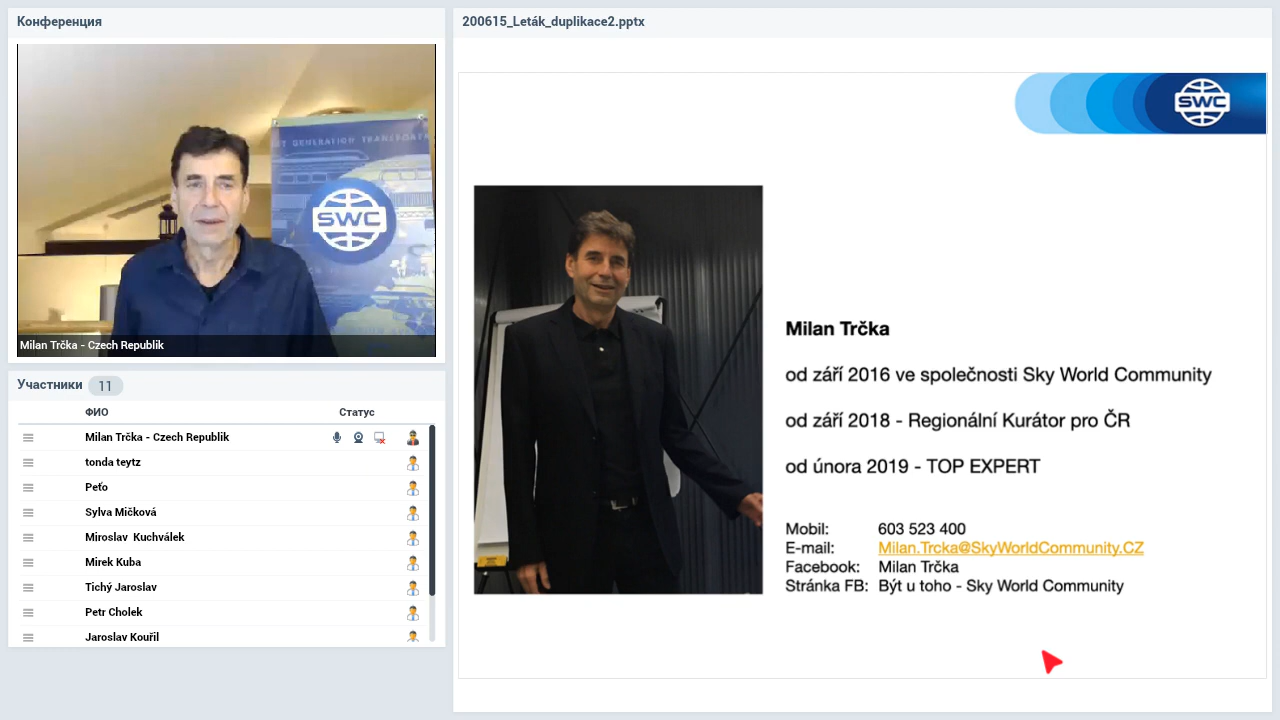 Конференция
SWC
Milan Trčka - Czech Republik
Участники 11
ФИО Статус
Milan Trčka - Czech Republik
tonda teytz
Peťo
Sylva Mičková
Miroslav Kuchválek
Mirek Kuba
Tichý Jaroslav
Petr Cholek
Jaroslav Kouřil
200615_Leták_duplikace2.pptx
SWC
Milan Trčka
od září 2016 ve společnosti Sky World Community
od září 2018 - Regionální Kurátor pro ČR
od února 2019 - TOP EXPERT
Mobil: 603 523 400
E-mail: Milan.Trcka@SkyWorldCommunity.CZ
Facebook: Milan Trčka
Stránka FB: Být u toho - Sky World Community